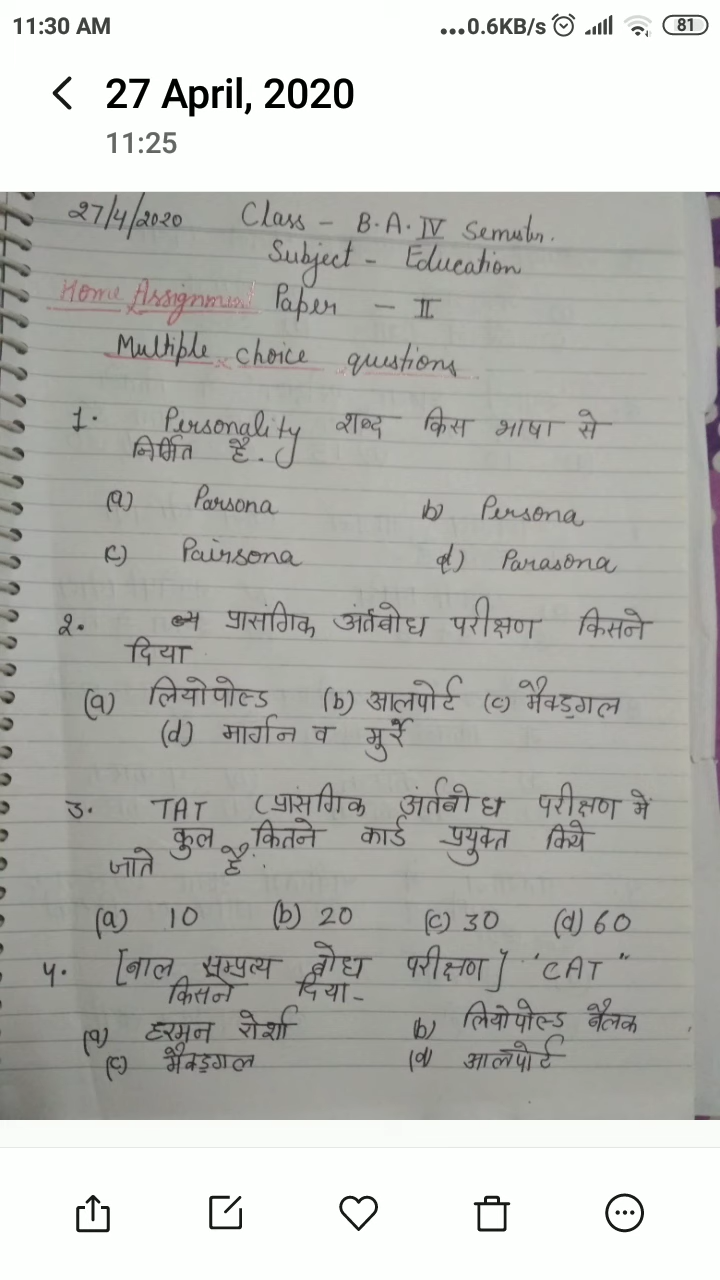 11:30 AM ...0.6KB/s 81
27 April, 2020
11:25
27/4/2020 Class - B.A. IV Semestr.
Subject - Education
Home Assignment Paper - II
Multiple choice questions
1. Personality शब्द किस भाषा से
निर्मित है.
(a) Parsona b) Persona
(c) Pairsona d) Parasona
2. प्रासंगिक अंर्तबोध परीक्षण किसने
दिया
(a) लियोपोल्ड (b) आलपोर्ट (c) मैक्ड्गल
(d) मार्गन व मुर्रे
3. TAT (प्रासंगिक अंर्तबोध परीक्षण में
कुल कितने कार्ड प्रयुक्त किये
जाते है.
(a) 10 (b) 20 (c) 30 (d) 60
4. [बाल सम्प्रत्य बोध परीक्षण] "CAT"
किसने दिया-
(a) हरमन रोर्शा b) लियोपोल्ड बैलक
(c) मैक्ड्गल (d) आलपोर्ट